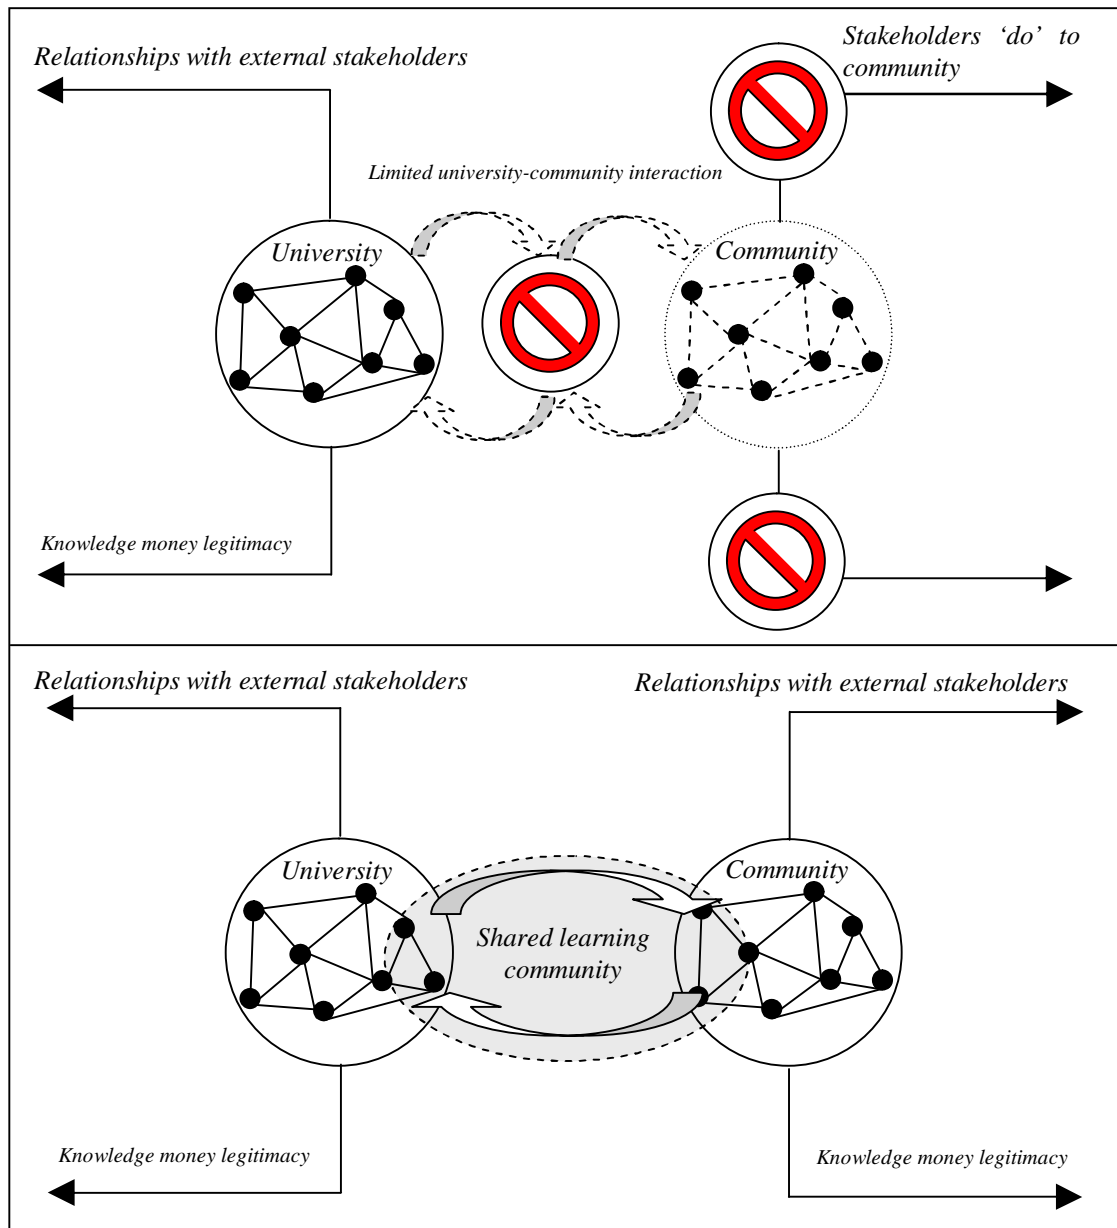 Relationships with external stakeholders
Stakeholders 'do' to
community
Limited university-community interaction
University
Community
Knowledge money legitimacy
Relationships with external stakeholders
Relationships with external stakeholders
University
Community
Shared learning
community
Knowledge money legitimacy
Knowledge money legitimacy